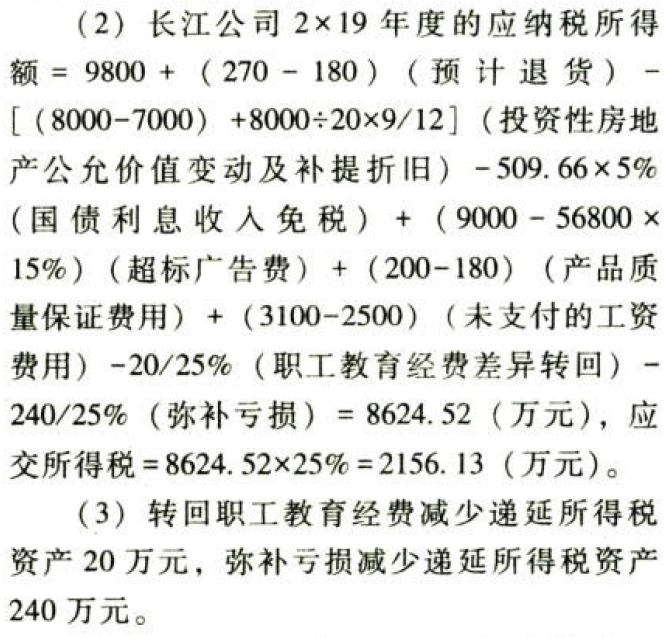 （2）长江公司 2×19 年度的应纳税所得
额 = 9800 + （270 - 180）（预计退货）-
[（8000-7000）+8000÷20×9/12]（投资性房地
产公允价值变动及补提折旧）-509.66×5%
（国债利息收入免税）+（9000 - 56800 ×
15%）（超标广告费）+（200-180）（产品质
量保证费用）+（3100-2500）（未支付的工资
费用）-20/25%（职工教育经费差异转回）-
240/25%（弥补亏损）= 8624.52（万元），应
交所得税=8624.52×25%=2156.13（万元）。
（3）转回职工教育经费减少递延所得税
资产 20 万元，弥补亏损减少递延所得税资产
240 万元。